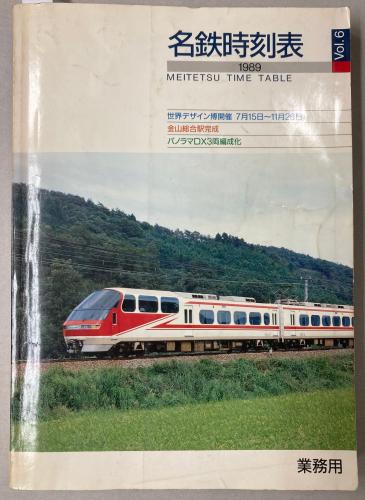 名鉄時刻表
Vol.6
1989
MEITETSU TIME TABLE
世界デザイン博開催 7月15日～11月26日
金山総合駅完成
パノラマDX3両編成化
業務用